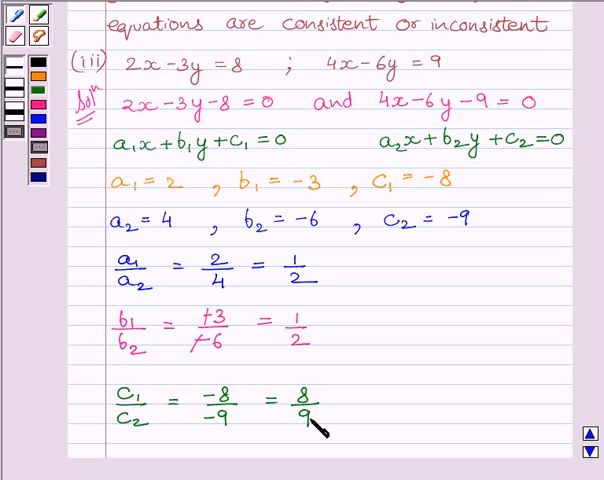 equations are consistent or inconsistent
(iii) 2x-3y=8 ; 4x-6y=9
Solⁿ 2x-3y-8=0 and 4x-6y-9=0
a₁x+b₁y+c₁=0 a₂x+b₂y+c₂=0
a₁=2 , b₁=-3 , c₁=-8
a₂=4 , b₂=-6 , c₂=-9
a₁/a₂ = 2/4 = 1/2
b₁/b₂ = -3/-6 = 1/2
c₁/c₂ = -8/-9 = 8/9